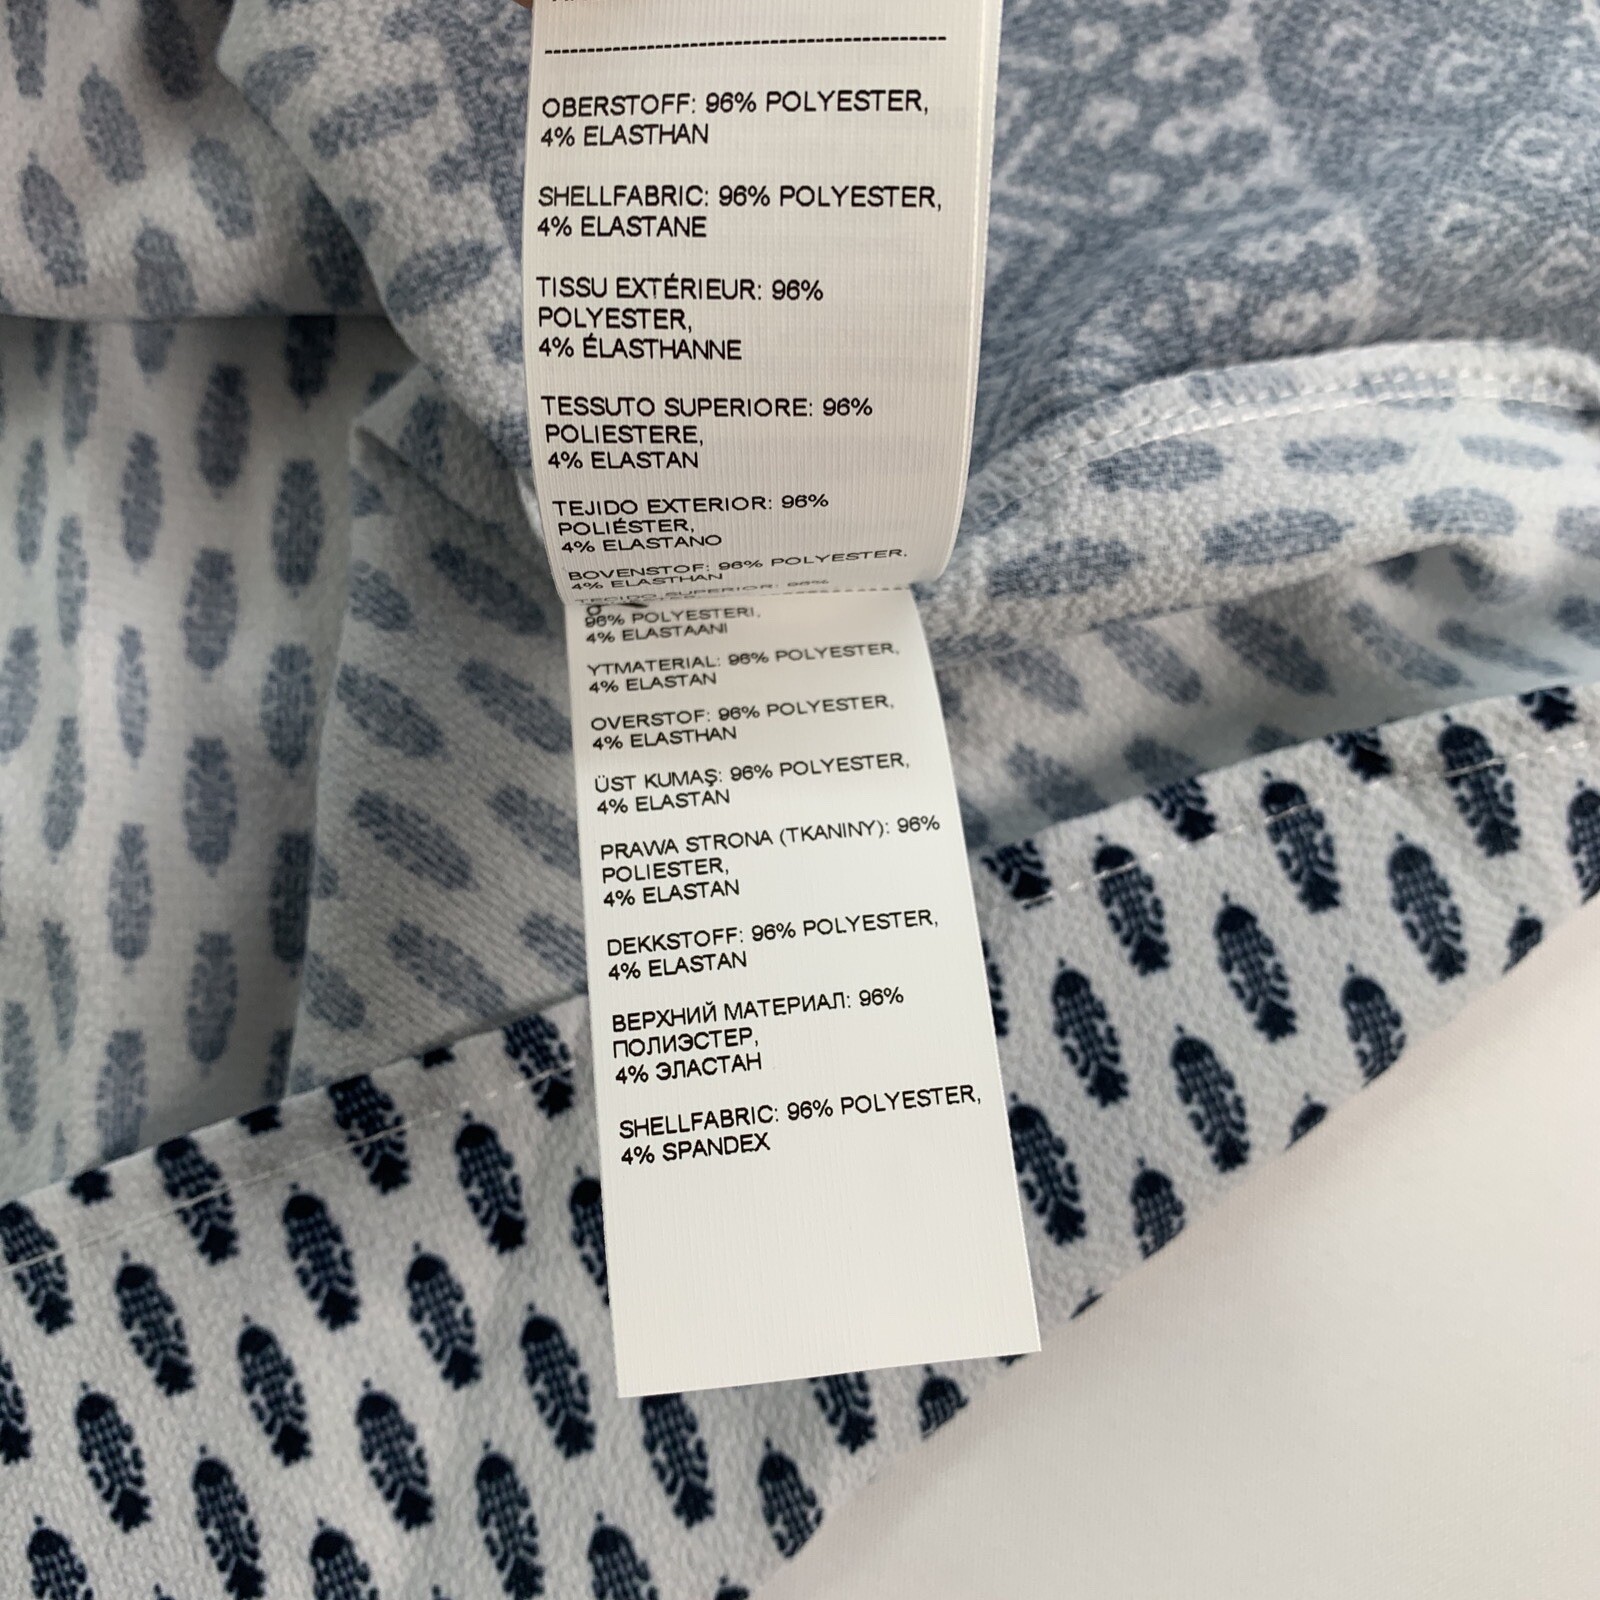 OBERSTOFF: 96% POLYESTER,
4% ELASTHAN
SHELLFABRIC: 96% POLYESTER,
4% ELASTANE
TISSU EXTÉRIEUR: 96%
POLYESTER,
4% ÉLASTHANNE
TESSUTO SUPERIORE: 96%
POLIESTERE,
4% ELASTAN
TEJIDO EXTERIOR: 96%
POLIÉSTER,
4% ELASTANO
BOVENSTOF: 96% POLYESTER,
4% ELASTHAN
TECIDO SUPERIOR: 96%
96% POLYESTERI,
4% ELASTAANI
YTMATERIAL: 96% POLYESTER,
4% ELASTAN
OVERSTOF: 96% POLYESTER,
4% ELASTHAN
ÜST KUMAŞ: 96% POLYESTER,
4% ELASTAN
PRAWA STRONA (TKANINY): 96%
POLIESTER,
4% ELASTAN
DEKKSTOFF: 96% POLYESTER,
4% ELASTAN
ВЕРХНИЙ МАТЕРИАЛ: 96%
ПОЛИЭСТЕР,
4% ЭЛАСТАН
SHELLFABRIC: 96% POLYESTER,
4% SPANDEX